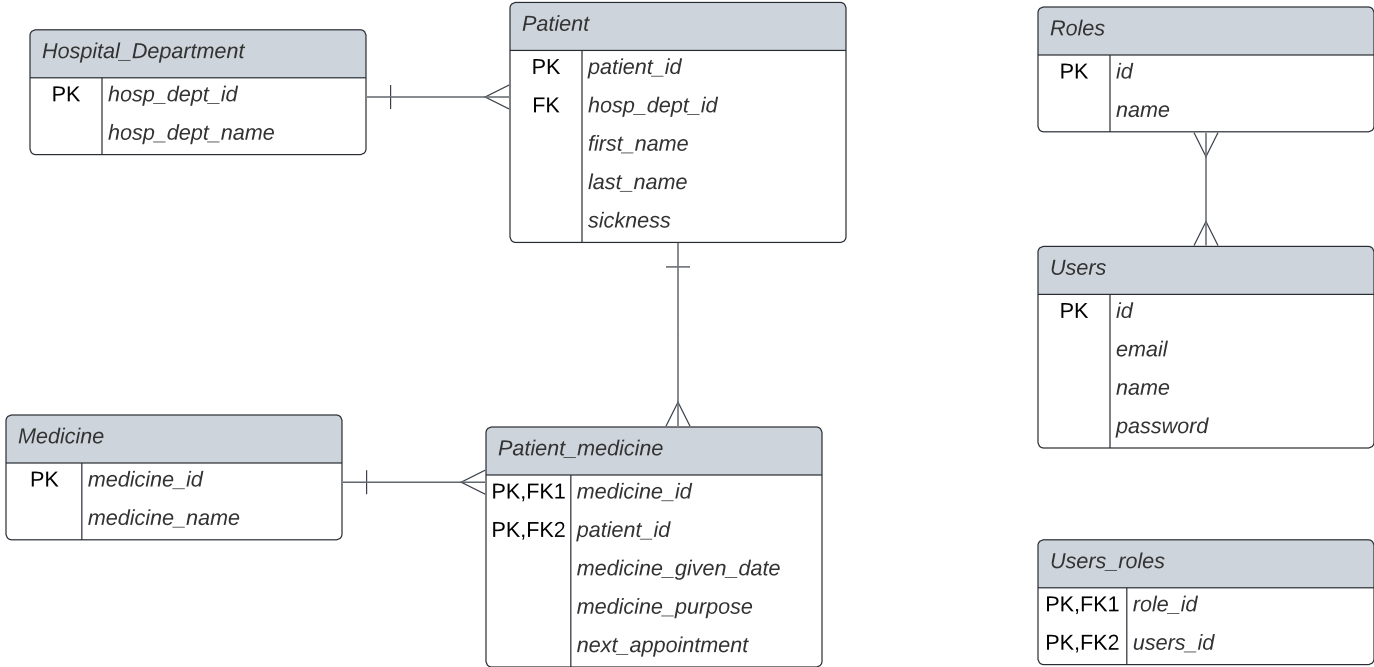 Hospital_Department
PK hosp_dept_id
hosp_dept_name
Patient
PK patient_id
FK hosp_dept_id
first_name
last_name
sickness
Roles
PK id
name
Users
PK id
email
name
password
Medicine
PK medicine_id
medicine_name
Patient_medicine
PK,FK1 medicine_id
PK,FK2 patient_id
medicine_given_date
medicine_purpose
next_appointment
Users_roles
PK,FK1 role_id
PK,FK2 users_id